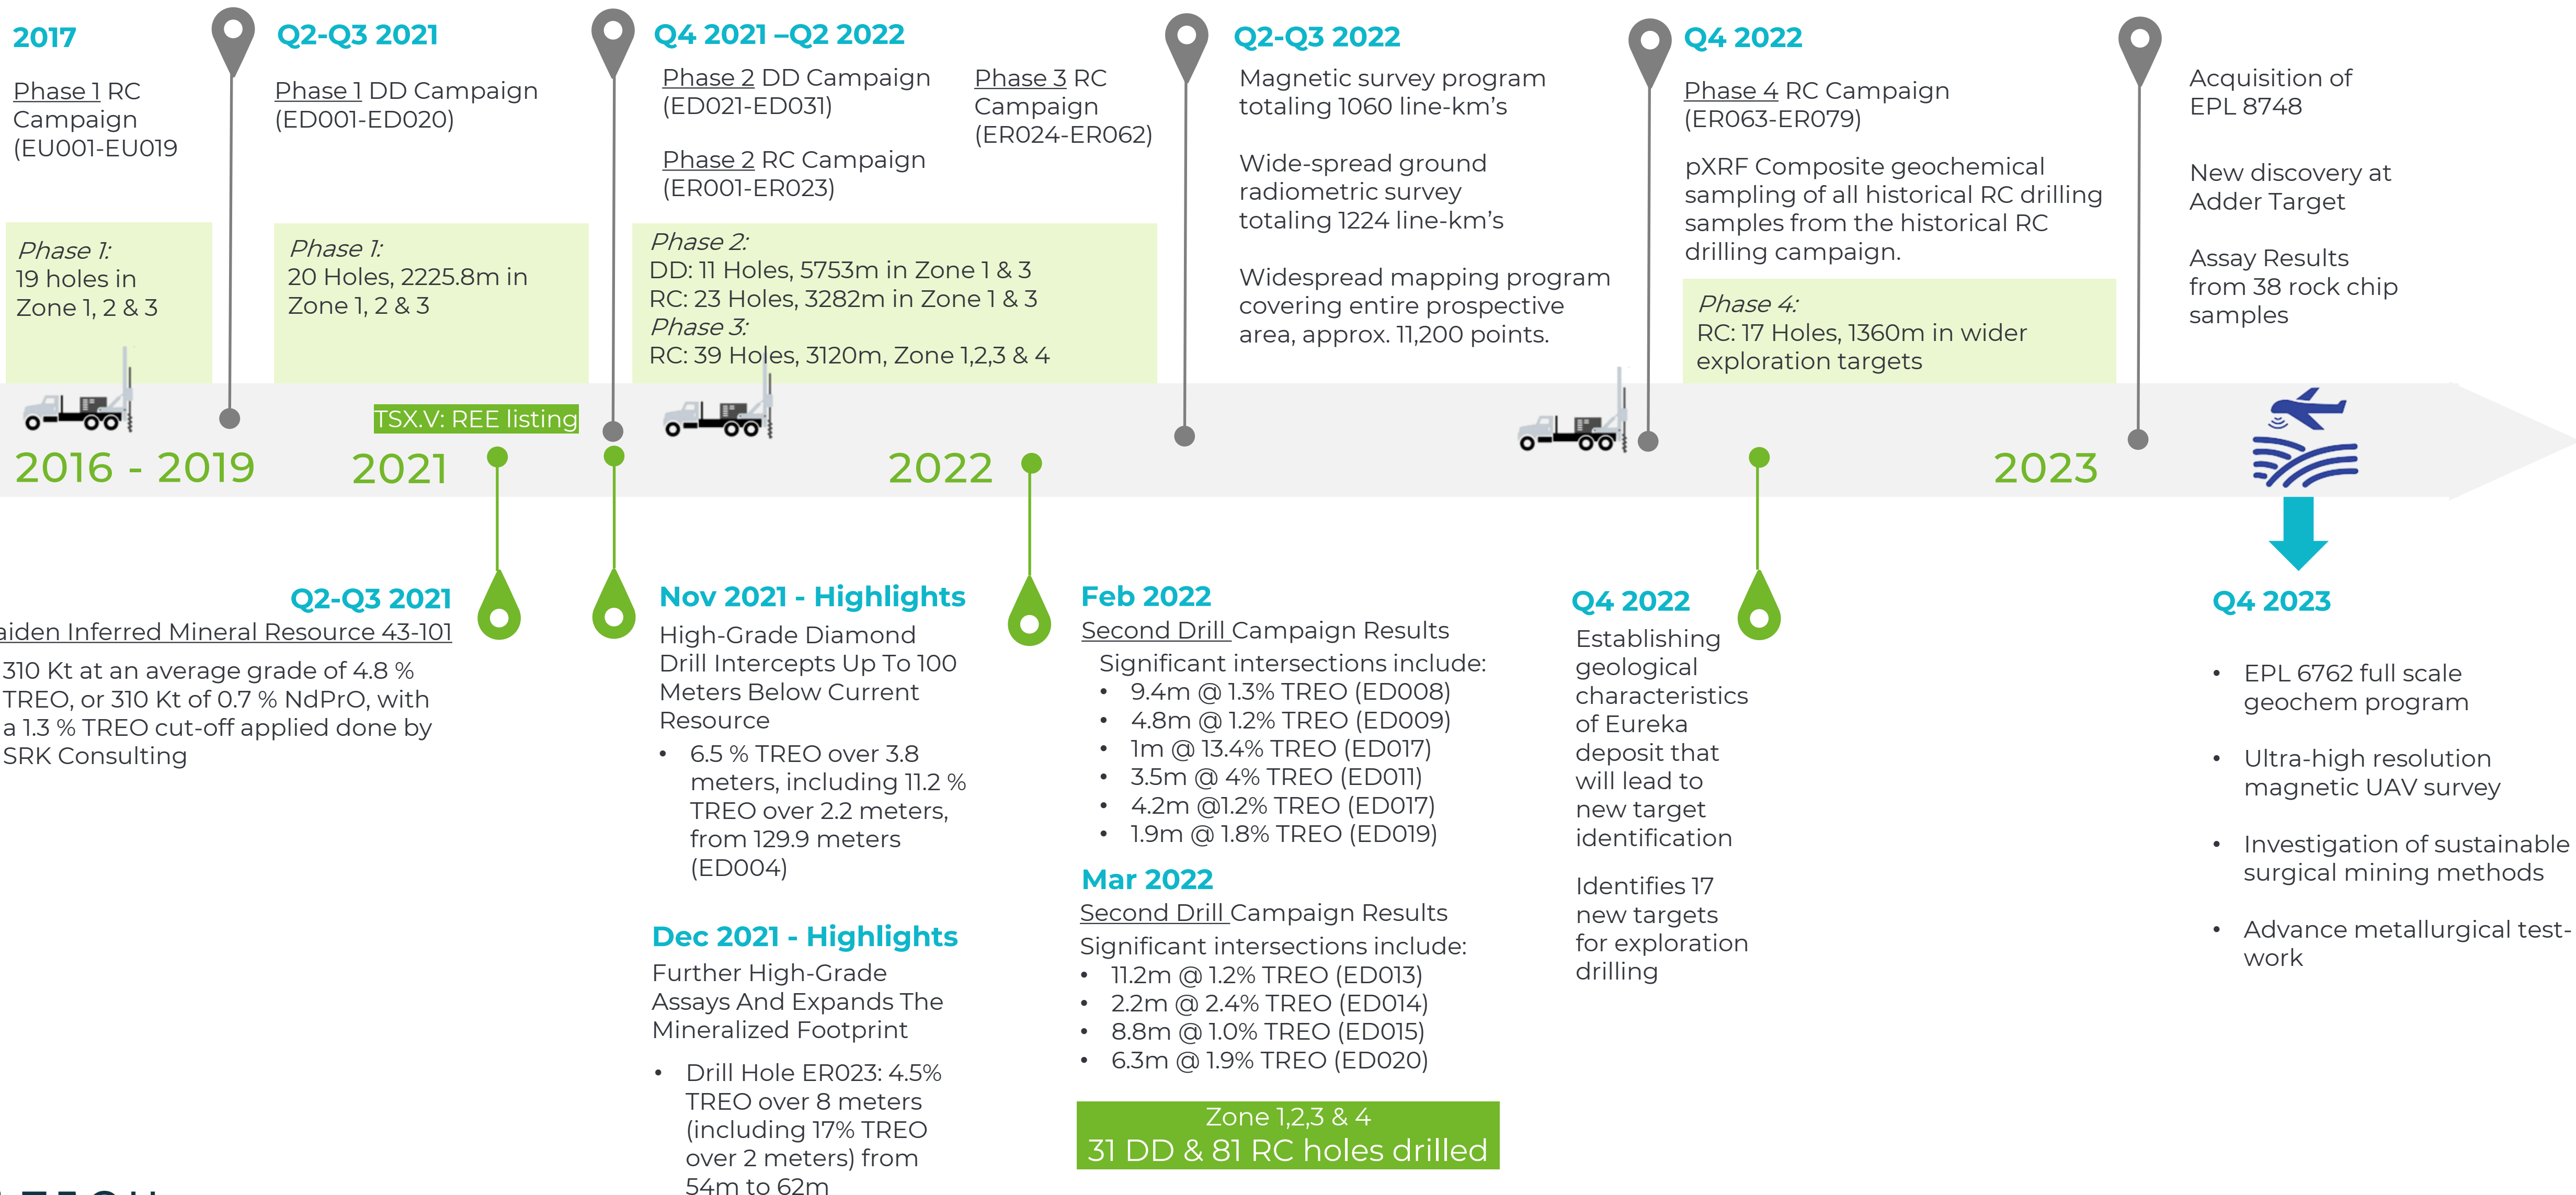 2017
Phase 1 RC
Campaign
(EU001-EU019
Phase 1:
19 holes in
Zone 1, 2 & 3
Q2-Q3 2021
Phase 1 DD Campaign
(ED001-ED020)
Phase 1:
20 Holes, 2225.8m in
Zone 1, 2 & 3
Q4 2021 –Q2 2022
Phase 2 DD Campaign
(ED021-ED031)
Phase 2 RC Campaign
(ER001-ER023)
Phase 3 RC
Campaign
(ER024-ER062)
Phase 2:
DD: 11 Holes, 5753m in Zone 1 & 3
RC: 23 Holes, 3282m in Zone 1 & 3
Phase 3:
RC: 39 Holes, 3120m, Zone 1,2,3 & 4
Q2-Q3 2022
Magnetic survey program
totaling 1060 line-km’s
Wide-spread ground
radiometric survey
totaling 1224 line-km’s
Widespread mapping program
covering entire prospective
area, approx. 11,200 points.
Q4 2022
Phase 4 RC Campaign
(ER063-ER079)
pXRF Composite geochemical
sampling of all historical RC drilling
samples from the historical RC
drilling campaign.
Phase 4:
RC: 17 Holes, 1360m in wider
exploration targets
Acquisition of
EPL 8748
New discovery at
Adder Target
Assay Results
from 38 rock chip
samples
TSX.V: REE listing
2016 - 2019
2021
2022
2023
Q2-Q3 2021
aiden Inferred Mineral Resource 43-101
310 Kt at an average grade of 4.8 %
TREO, or 310 Kt of 0.7 % NdPrO, with
a 1.3 % TREO cut-off applied done by
SRK Consulting
Nov 2021 - Highlights
High-Grade Diamond
Drill Intercepts Up To 100
Meters Below Current
Resource
• 6.5 % TREO over 3.8
meters, including 11.2 %
TREO over 2.2 meters,
from 129.9 meters
(ED004)
Dec 2021 - Highlights
Further High-Grade
Assays And Expands The
Mineralized Footprint
• Drill Hole ER023: 4.5%
TREO over 8 meters
(including 17% TREO
over 2 meters) from
54m to 62m
Feb 2022
Second Drill Campaign Results
Significant intersections include:
• 9.4m @ 1.3% TREO (ED008)
• 4.8m @ 1.2% TREO (ED009)
• 1m @ 13.4% TREO (ED017)
• 3.5m @ 4% TREO (ED011)
• 4.2m @1.2% TREO (ED017)
• 1.9m @ 1.8% TREO (ED019)
Mar 2022
Second Drill Campaign Results
Significant intersections include:
• 11.2m @ 1.2% TREO (ED013)
• 2.2m @ 2.4% TREO (ED014)
• 8.8m @ 1.0% TREO (ED015)
• 6.3m @ 1.9% TREO (ED020)
Zone 1,2,3 & 4
31 DD & 81 RC holes drilled
Q4 2022
Establishing
geological
characteristics
of Eureka
deposit that
will lead to
new target
identification
Identifies 17
new targets
for exploration
drilling
Q4 2023
• EPL 6762 full scale
geochem program
• Ultra-high resolution
magnetic UAV survey
• Investigation of sustainable
surgical mining methods
• Advance metallurgical test-
work